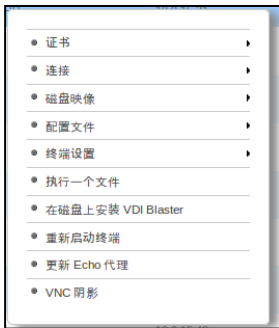 证书
连接
磁盘映像
配置文件
终端设置
执行一个文件
在磁盘上安装 VDI Blaster
重新启动终端
更新 Echo 代理
VNC 阴影